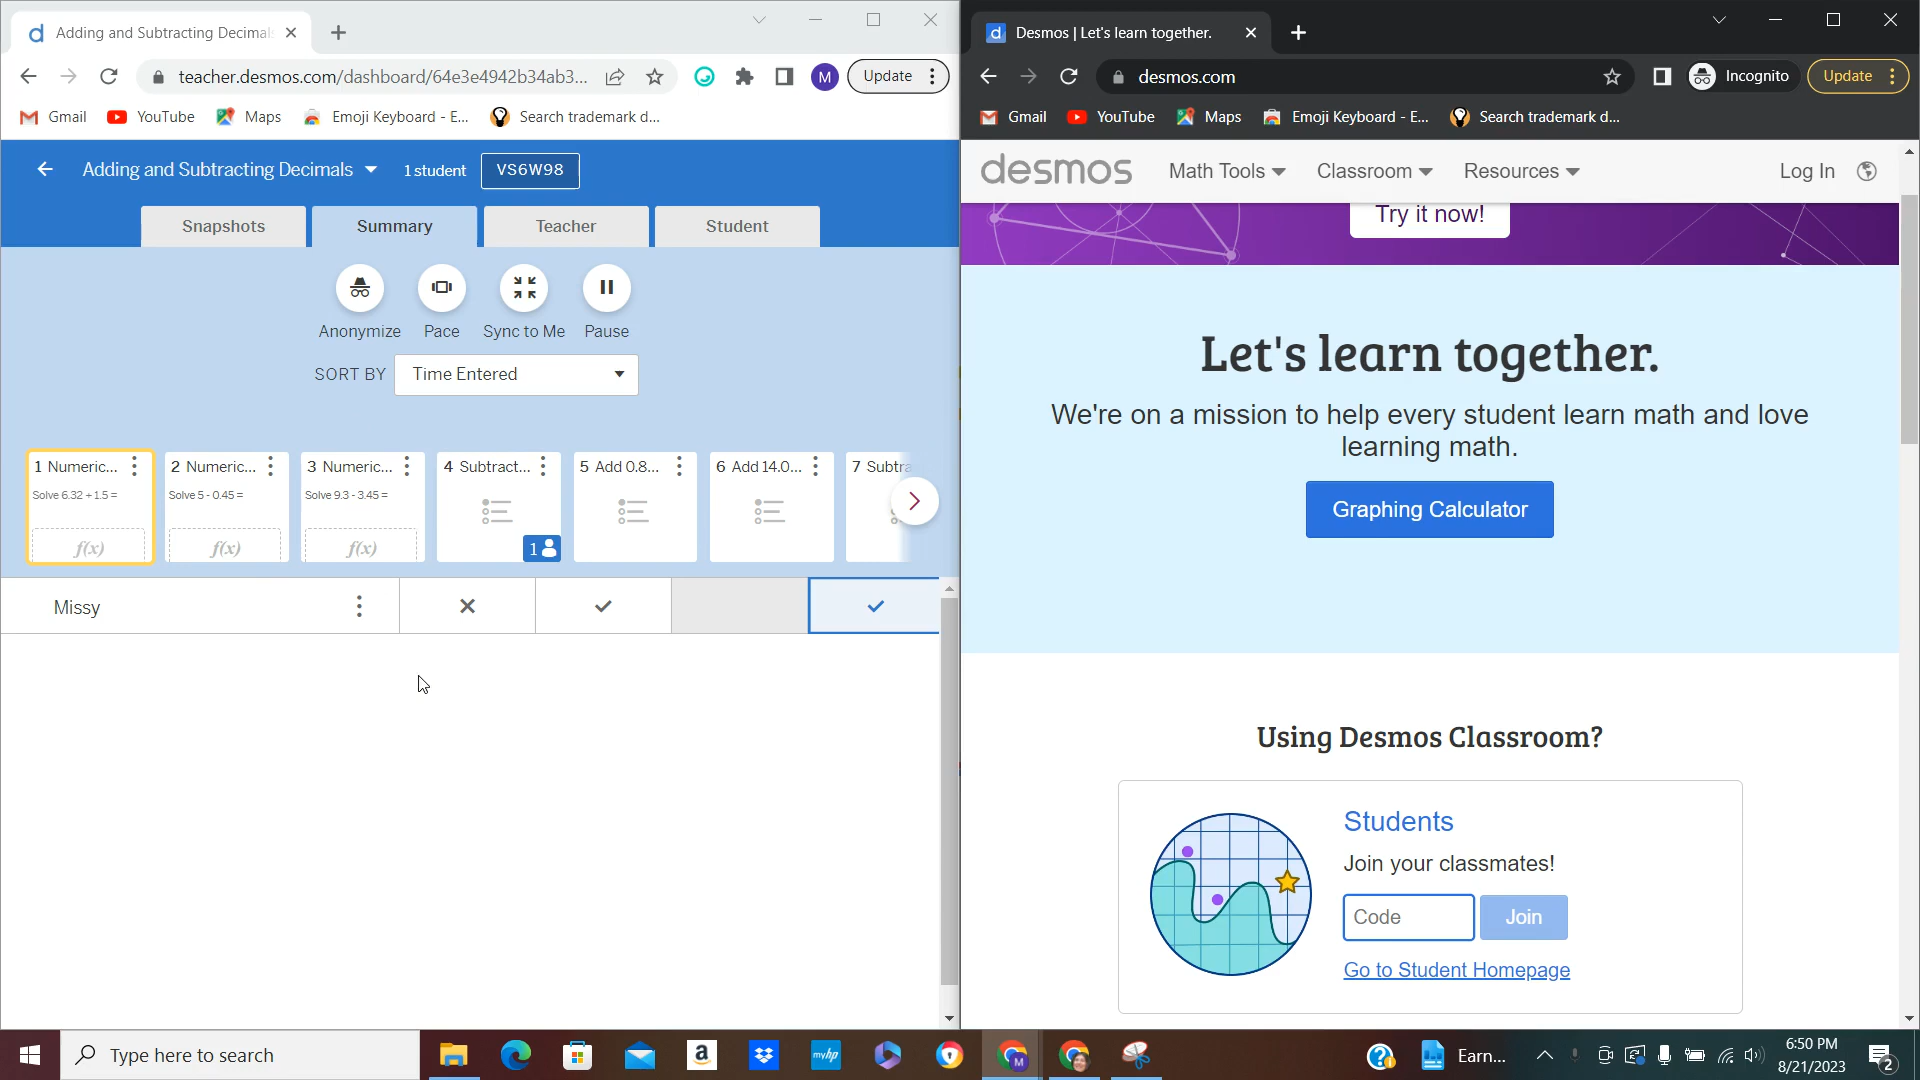 Adding and Subtracting Decimal
teacher.desmos.com/dashboard/64e3e4942b34ab3...
M
Update
Gmail
YouTube
Maps
Emoji Keyboard - E...
Search trademark d...
Adding and Subtracting Decimals
1 student
VS6W98
Snapshots
Summary
Teacher
Student
Anonymize
Pace
Sync to Me
Pause
SORT BY
Time Entered
1 Numeric...
Solve 6.32 + 1.5 =
f(x)
2 Numeric...
Solve 5 - 0.45 =
f(x)
3 Numeric...
Solve 9.3 - 3.45 =
f(x)
4 Subtract...
1
5 Add 0.8...
6 Add 14.0...
7 Subtra
Missy
Desmos | Let's learn together.
desmos.com
Incognito
Update
Gmail
YouTube
Maps
Emoji Keyboard - E...
Search trademark d...
desmos
Math Tools
Classroom
Resources
Log In
Try it now!
Let's learn together.
We're on a mission to help every student learn math and love
learning math.
Graphing Calculator
Using Desmos Classroom?
Students
Join your classmates!
Code
Join
Go to Student Homepage
Type here to search
a
myhp
M
Earn...
6:50 PM
8/21/2023
2